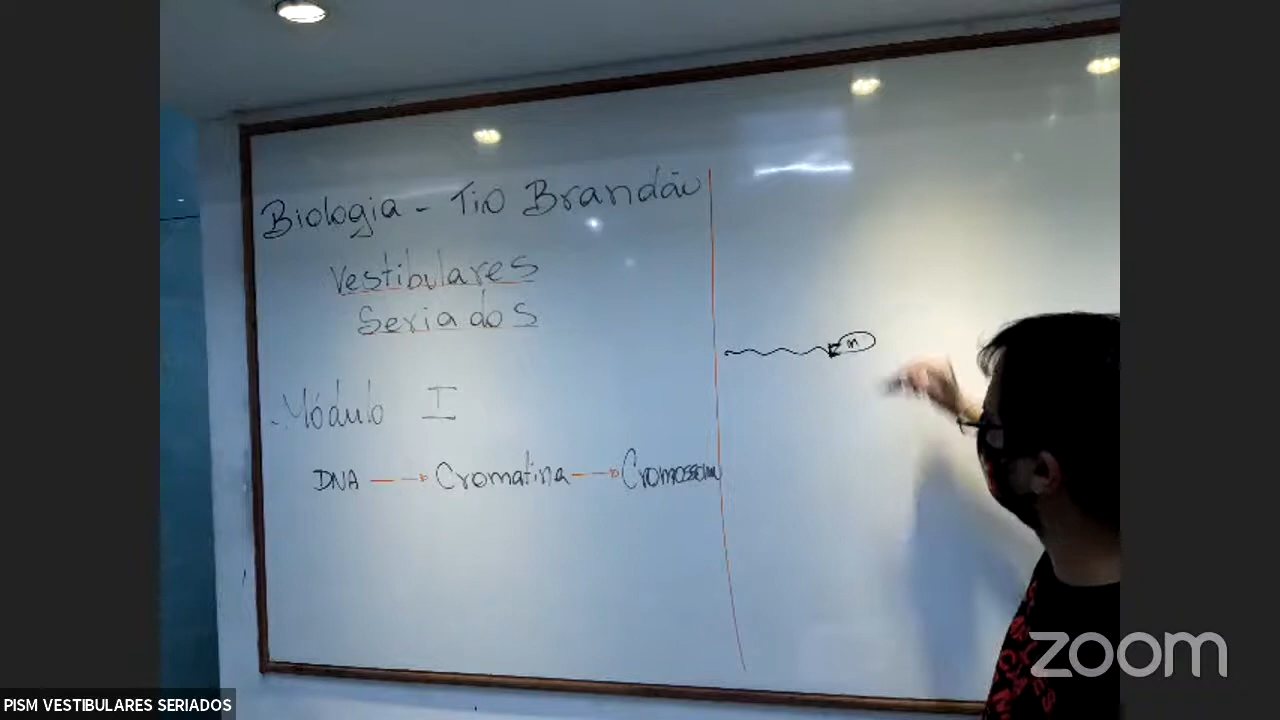 Biologia - Tio Brandão
Vestibulares
Seriados
Módulo I
DNA → Cromatina → Cromossomo
n
zoom
PISM VESTIBULARES SERIADOS